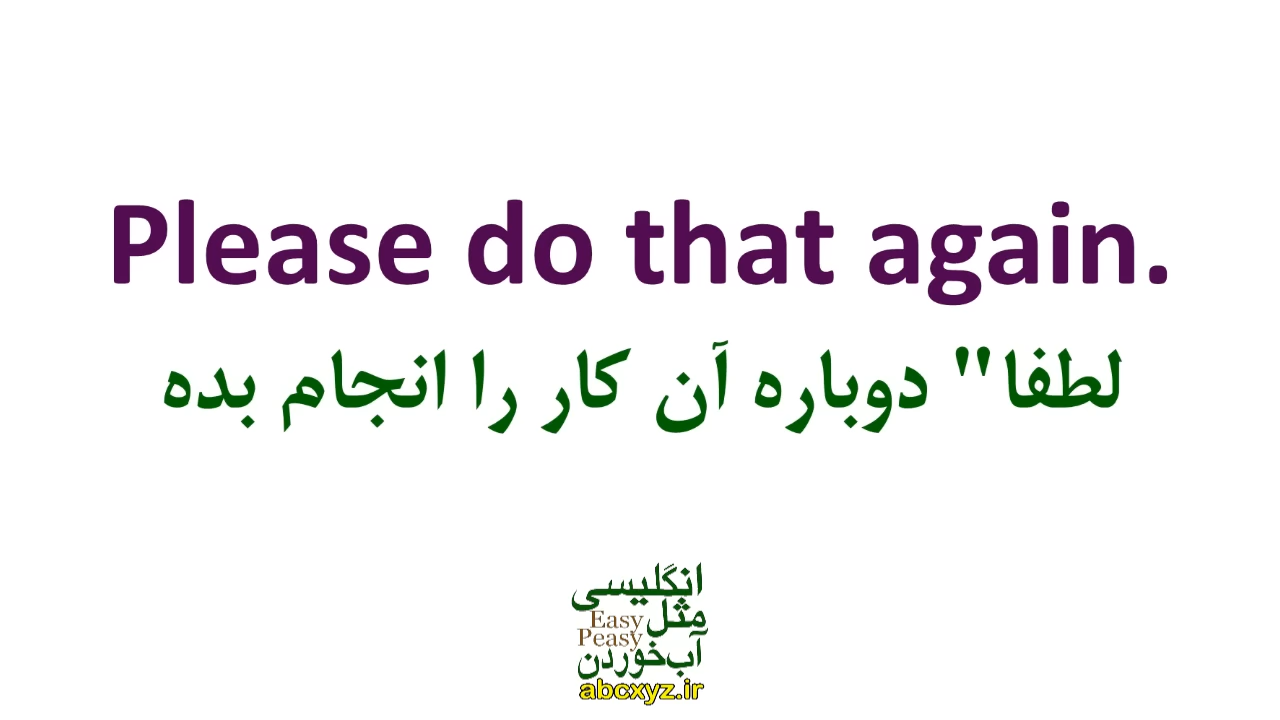 Please do that again.
لطفا" دوباره آن کار را انجام بده
انگلیسی
مثل
Easy
Peasy
آب‌خوردن
abcxyz.ir